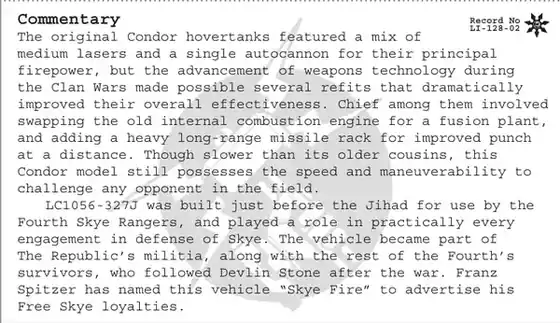 Commentary
Record No
LI-128-02
The original Condor hovertanks featured a mix of
medium lasers and a single autocannon for their principal
firepower, but the advancement of weapons technology during
the Clan Wars made possible several refits that dramatically
improved their overall effectiveness. Chief among them involved
swapping the old internal combustion engine for a fusion plant,
and adding a heavy long-range missile rack for improved punch
at a distance. Though slower than its older cousins, this
Condor model still possesses the speed and maneuverability to
challenge any opponent in the field.
LC1056-327J was built just before the Jihad for use by the
Fourth Skye Rangers, and played a role in practically every
engagement in defense of Skye. The vehicle became part of
The Republic's militia, along with the rest of the Fourth's
survivors, who followed Devlin Stone after the war. Franz
Spitzer has named this vehicle “Skye Fire” to advertise his
Free Skye loyalties.